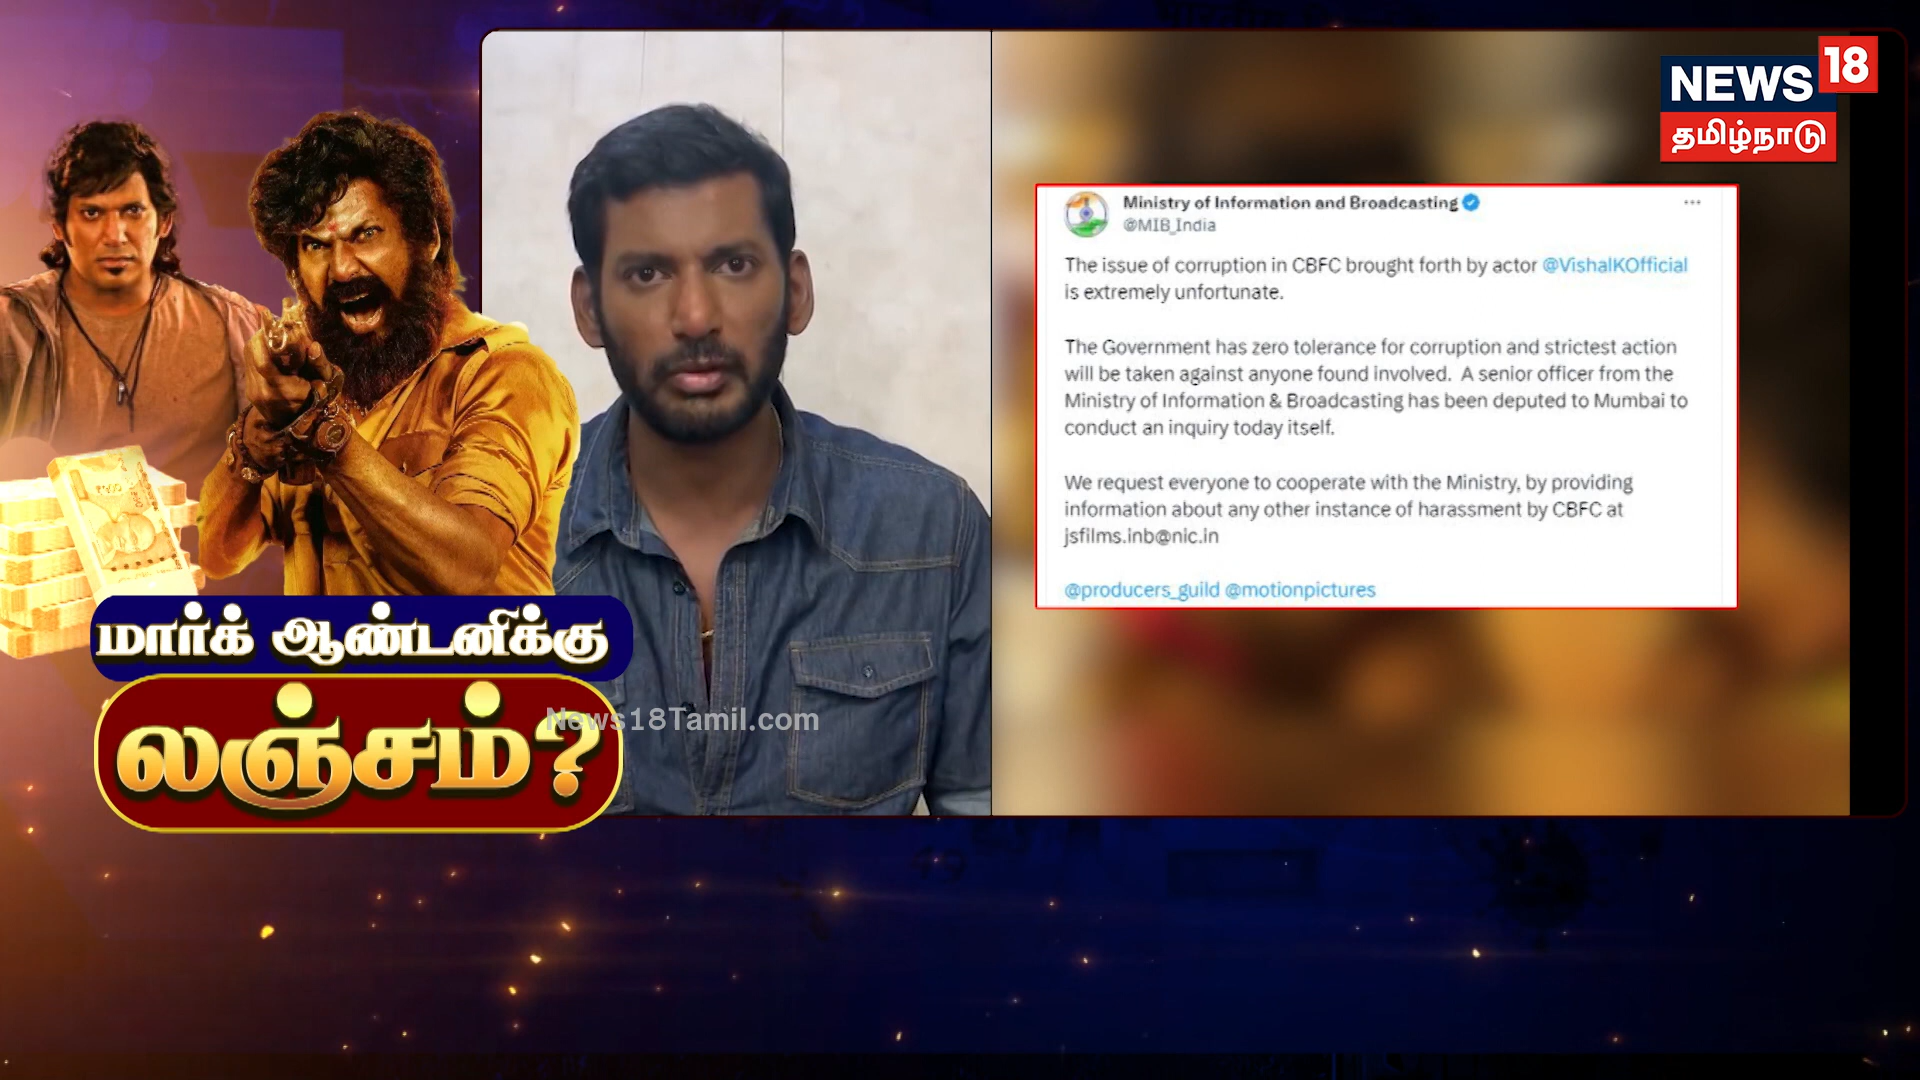 NEWS 18
தமிழ்நாடு
Ministry of Information and Broadcasting
@MIB_India
The issue of corruption in CBFC brought forth by actor @VishalKOfficial
is extremely unfortunate.
The Government has zero tolerance for corruption and strictest action
will be taken against anyone found involved. A senior officer from the
Ministry of Information & Broadcasting has been deputed to Mumbai to
conduct an inquiry today itself.
We request everyone to cooperate with the Ministry, by providing
information about any other instance of harassment by CBFC at
jsfilms.inb@nic.in
@producers_guild @motionpictures
மார்க் ஆண்டனிக்கு
லஞ்சம்?
News18Tamil.com